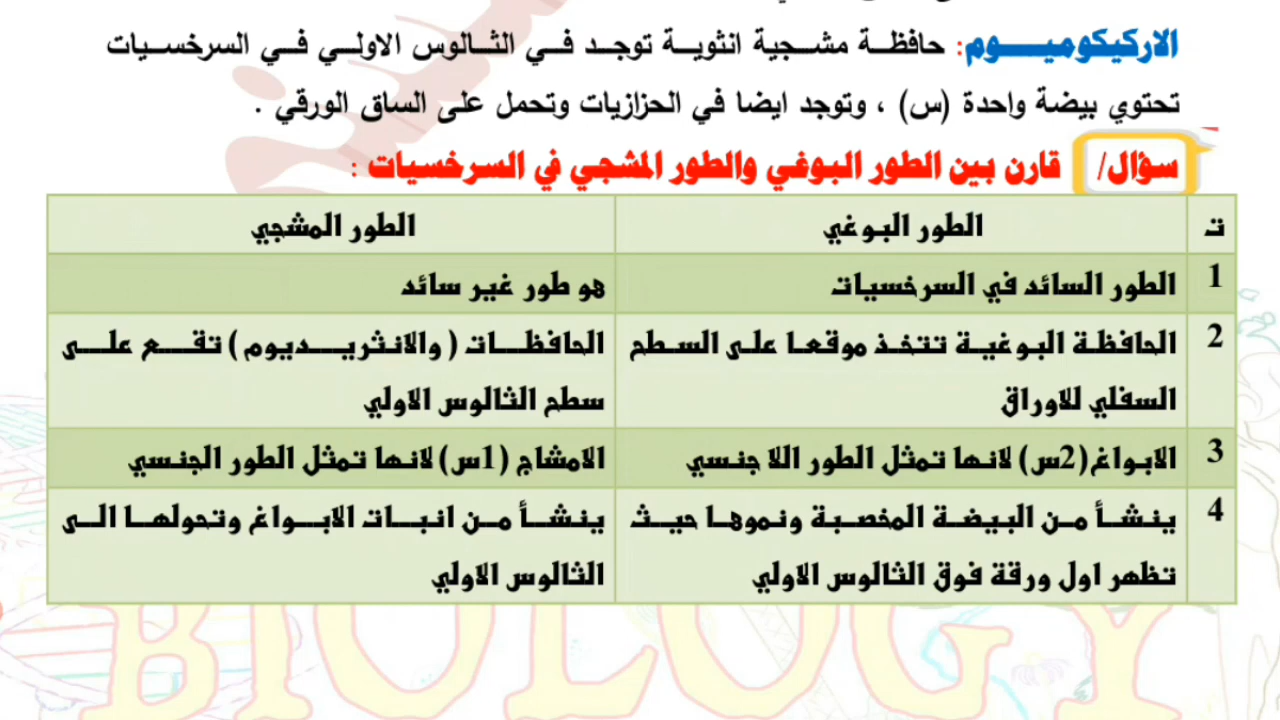 الاركيكوميوم: حافظة مشجية انثوية توجد في الثالوس الاولي في السرخسيات
تحتوي بيضة واحدة (س) ، وتوجد ايضا في الحزازيات وتحمل على الساق الورقي .
سؤال/ قارن بين الطور البوغي والطور المشجي في السرخسيات :
ت الطور البوغي الطور المشجي
1 الطور السائد في السرخسيات هو طور غير سائد
2 الحافظة البوغية تتخذ موقعا على السطح الحافظات ( والانثريديوم ) تقع على
السفلي للاوراق سطح الثالوس الاولي
3 الابواغ(2س) لانها تمثل الطور اللا جنسي الامشاج (1س) لانها تمثل الطور الجنسي
4 ينشأ من البيضة المخصبة ونموها حيث ينشأ من انبات الابواغ وتحولها الى
تظهر اول ورقة فوق الثالوس الاولي الثالوس الاولي
BIOLOGY